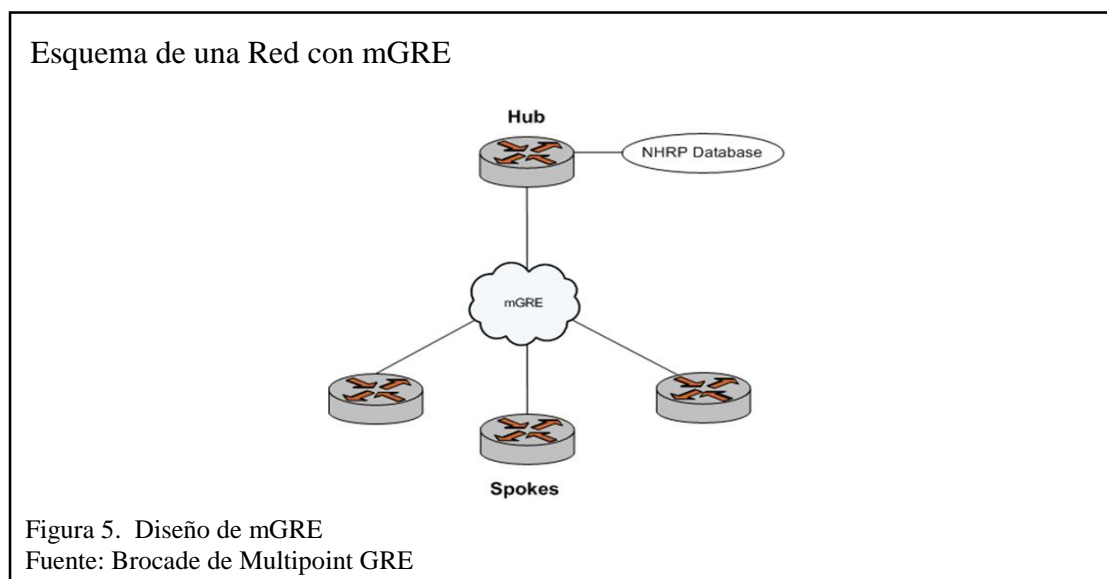 Esquema de una Red con mGRE
Hub
NHRP Database
mGRE
Spokes
Figura 5. Diseño de mGRE
Fuente: Brocade de Multipoint GRE